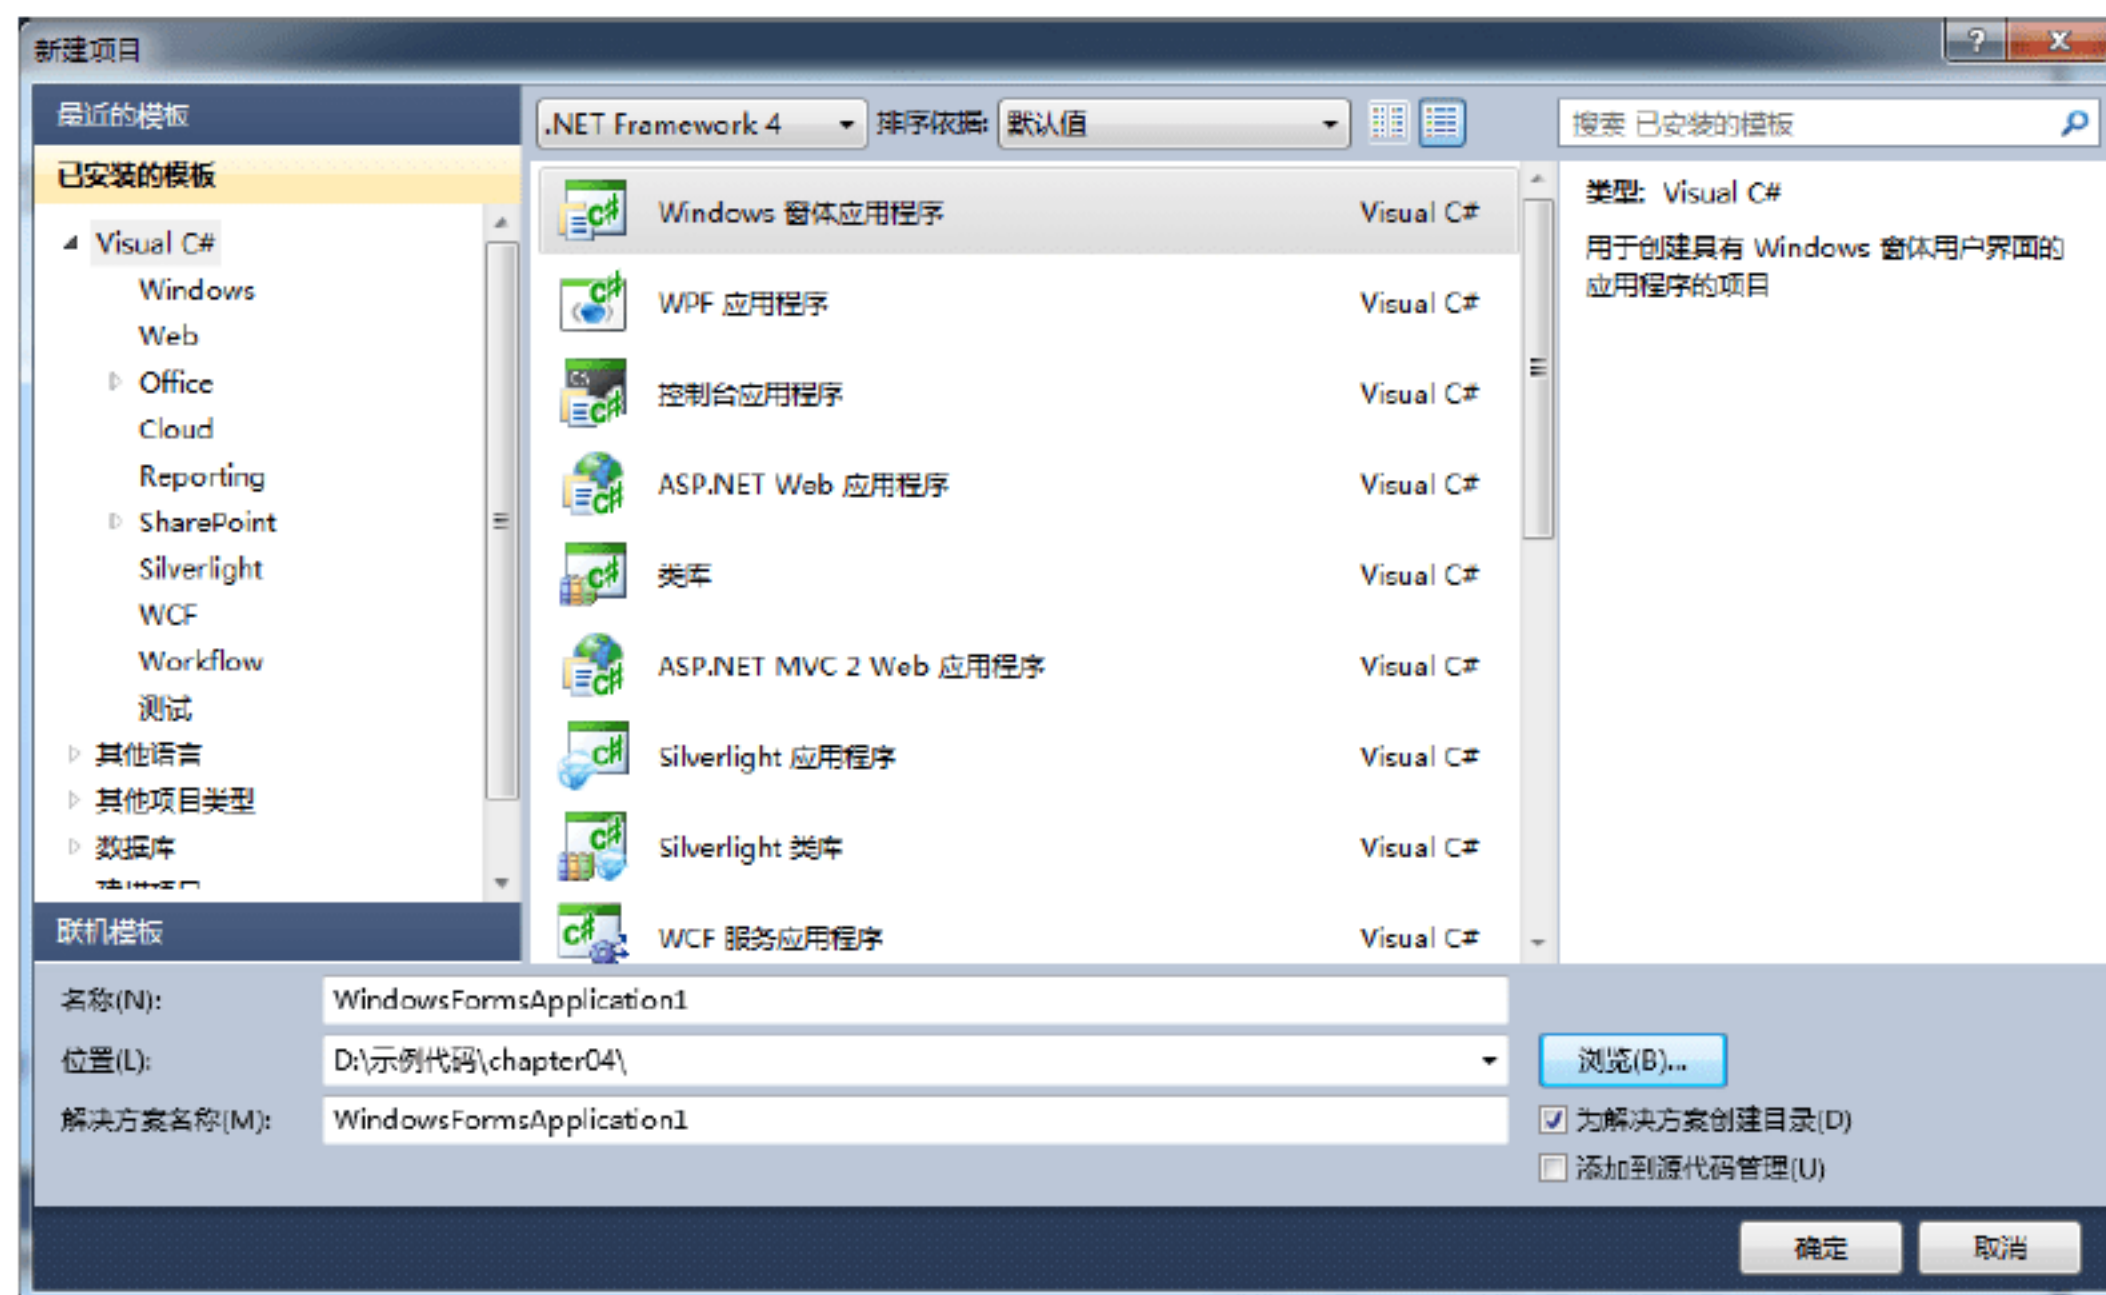 新建项目
最近的模板
.NET Framework 4
排序依据:
默认值
搜索 已安装的模板
已安装的模板
Visual C#
Windows
Web
Office
Cloud
Reporting
SharePoint
Silverlight
WCF
Workflow
测试
其他语言
其他项目类型
数据库
联机模板
Windows 窗体应用程序 Visual C#
WPF 应用程序 Visual C#
控制台应用程序 Visual C#
ASP.NET Web 应用程序 Visual C#
类库 Visual C#
ASP.NET MVC 2 Web 应用程序 Visual C#
Silverlight 应用程序 Visual C#
Silverlight 类库 Visual C#
WCF 服务应用程序 Visual C#
类型: Visual C#
用于创建具有 Windows 窗体用户界面的
应用程序的项目
名称(N): WindowsFormsApplication1
位置(L): D:\示例代码\chapter04\
浏览(B)...
解决方案名称(M): WindowsFormsApplication1
为解决方案创建目录(D)
添加到源代码管理(U)
确定
取消